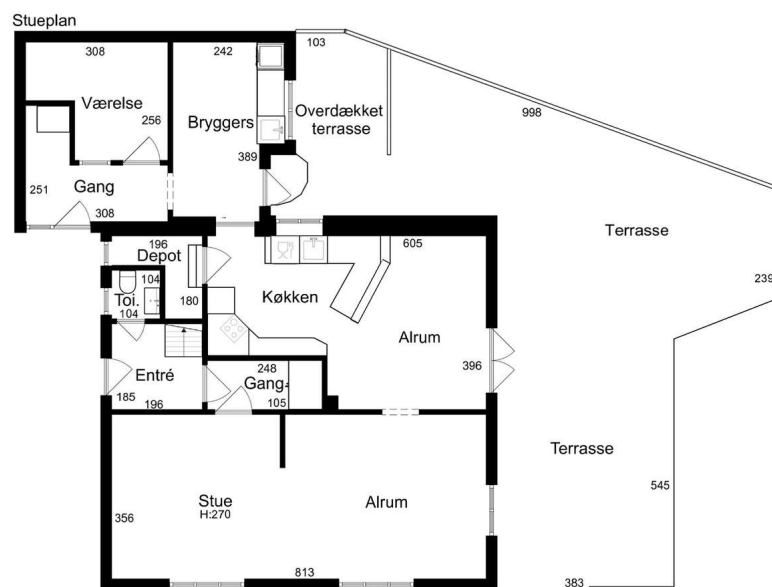 Stueplan
308
242
103
Værelse
Bryggers
Overdækket
terrasse
998
256
389
251
Gang
308
196
605
Terrasse
Depot
239
104
Køkken
Toi.
180
104
Alrum
248
396
Entré
Gang
185
105
196
Terrasse
545
Stue
Alrum
H:270
356
813
383